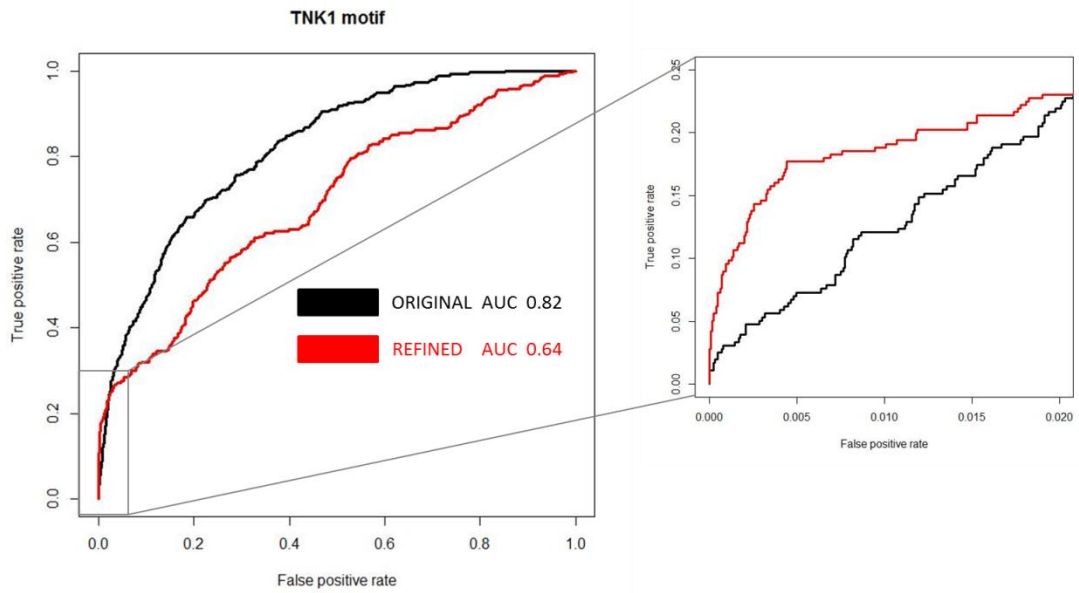 TNK1 motif
True positive rate
1.0
0.8
0.6
0.4
0.2
0.0
ORIGINAL AUC 0.82
REFINED AUC 0.64
0.0 0.2 0.4 0.6 0.8 1.0
False positive rate
True positive rate
0.25
0.20
0.15
0.10
0.05
0.00
0.000 0.005 0.010 0.015 0.020
False positive rate